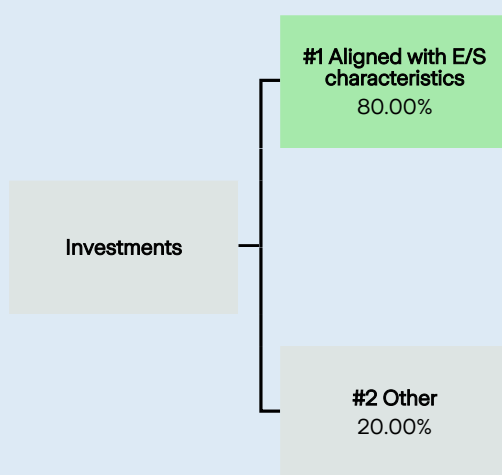 #1 Aligned with E/S
characteristics
80.00%
Investments
#2 Other
20.00%